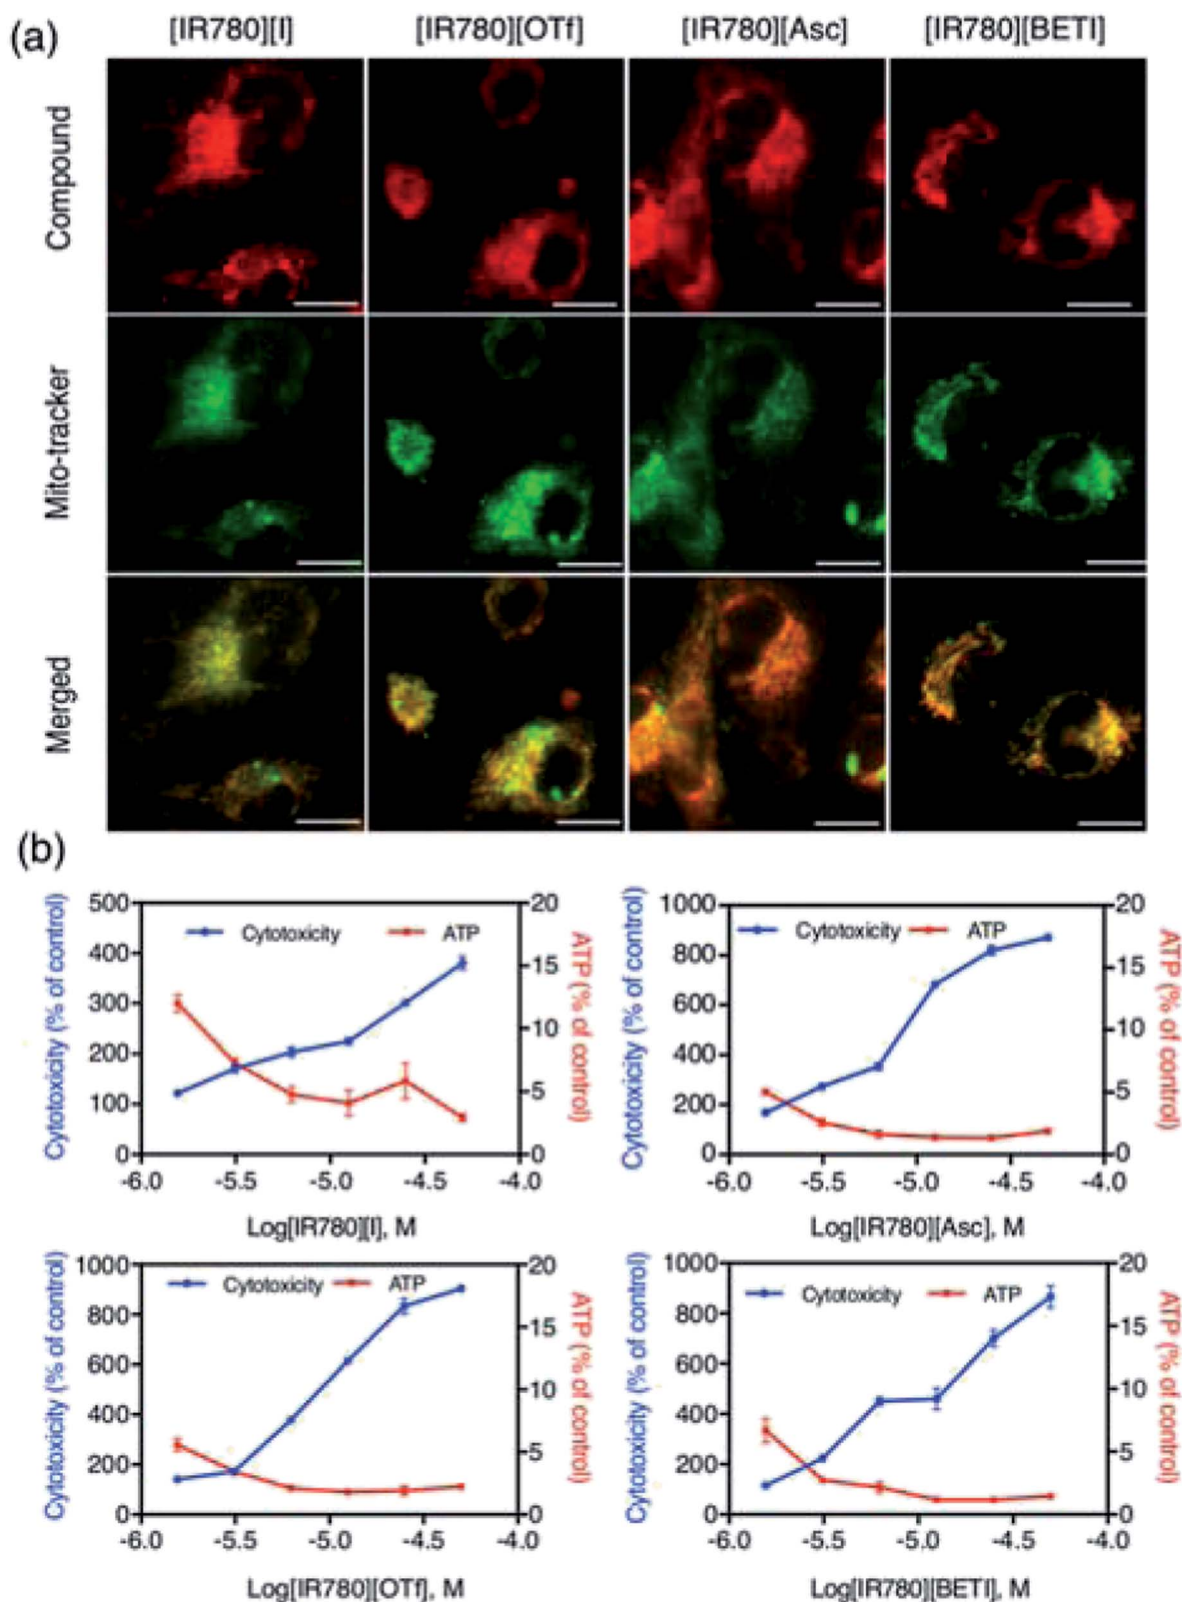 (a)
[IR780][I] [IR780][OTf] [IR780][Asc] [IR780][BETI]
Compound
Mito-tracker
Merged
(b)
Cytotoxicity (% of control)
500
400
300
200
100
0
Cytotoxicity ATP
20
15
10
5
0
ATP (% of control)
-6.0 -5.5 -5.0 -4.5 -4.0
Log[IR780][I], M
Cytotoxicity (% of control)
1000
800
600
400
200
0
Cytotoxicity ATP
20
15
10
5
0
ATP (% of control)
-6.0 -5.5 -5.0 -4.5 -4.0
Log[IR780][Asc], M
Cytotoxicity (% of control)
1000
800
600
400
200
0
Cytotoxicity ATP
20
15
10
5
0
ATP (% of control)
-6.0 -5.5 -5.0 -4.5 -4.0
Log[IR780][OTf], M
Cytotoxicity (% of control)
1000
800
600
400
200
0
Cytotoxicity ATP
20
15
10
5
0
ATP (% of control)
-6.0 -5.5 -5.0 -4.5 -4.0
Log[IR780][BETI], M